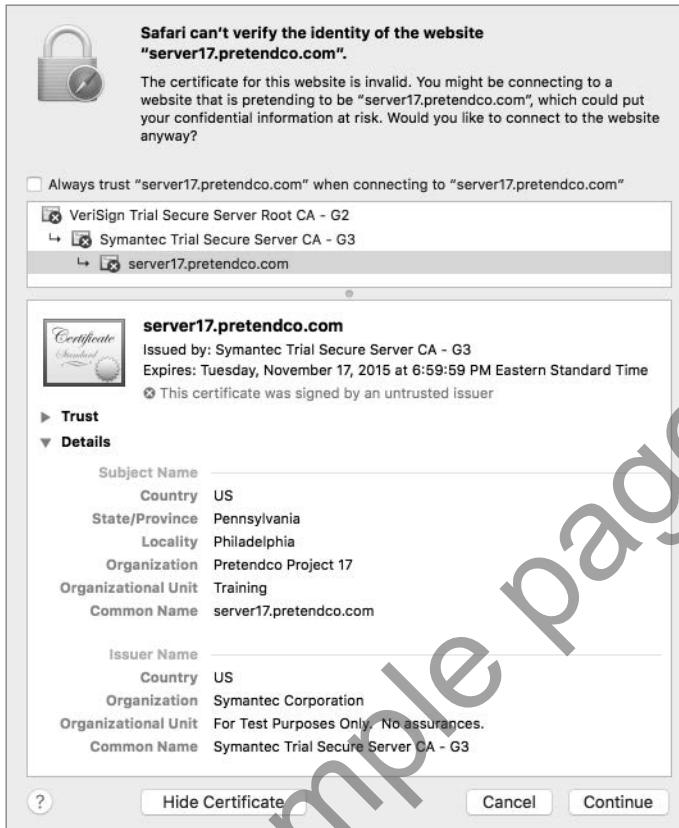 Safari can't verify the identity of the website
"server17.pretendco.com".
The certificate for this website is invalid. You might be connecting to a
website that is pretending to be "server17.pretendco.com", which could put
your confidential information at risk. Would you like to connect to the website
anyway?
Always trust "server17.pretendco.com" when connecting to "server17.pretendco.com"
VeriSign Trial Secure Server Root CA - G2
↳ Symantec Trial Secure Server CA - G3
↳ server17.pretendco.com
Certificate
Standard
server17.pretendco.com
Issued by: Symantec Trial Secure Server CA - G3
Expires: Tuesday, November 17, 2015 at 6:59:59 PM Eastern Standard Time
This certificate was signed by an untrusted issuer
Trust
Details
Subject Name
Country US
State/Province Pennsylvania
Locality Philadelphia
Organization Pretendco Project 17
Organizational Unit Training
Common Name server17.pretendco.com
Issuer Name
Country US
Organization Symantec Corporation
Organizational Unit For Test Purposes Only. No assurances.
Common Name Symantec Trial Secure Server CA - G3
? Hide Certificate Cancel Continue
mple page